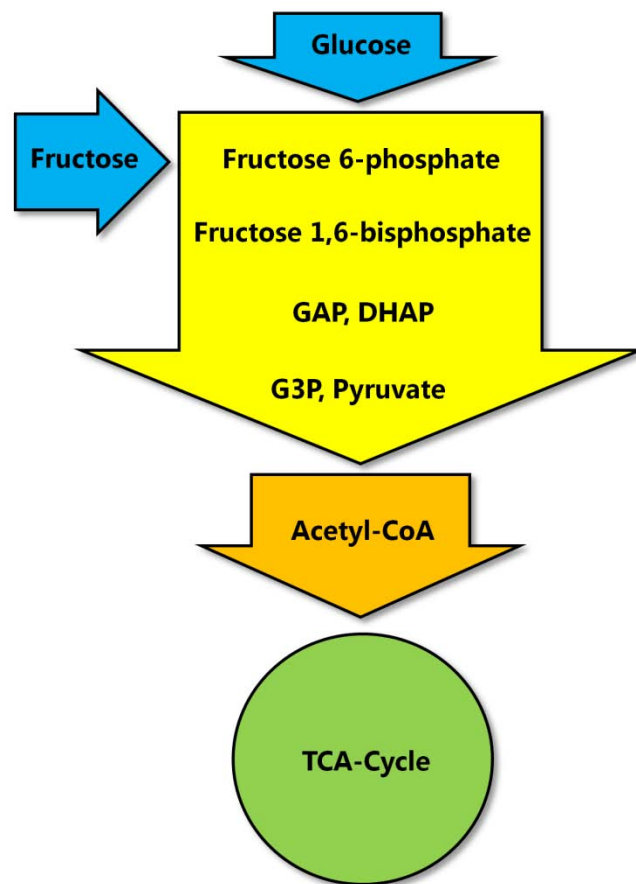 Glucose
Fructose
Fructose 6-phosphate
Fructose 1,6-bisphosphate
GAP, DHAP
G3P, Pyruvate
Acetyl-CoA
TCA-Cycle